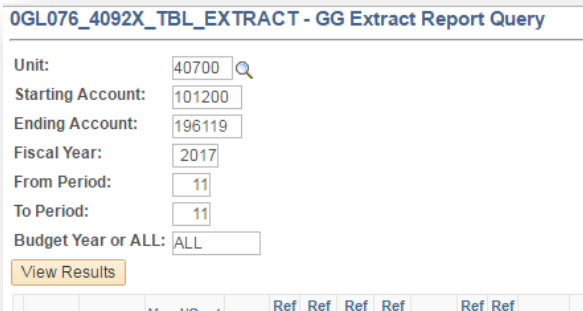 0GL076_4092X_TBL_EXTRACT - GG Extract Report Query
Unit: 40700
Starting Account: 101200
Ending Account: 196119
Fiscal Year: 2017
From Period: 11
To Period: 11
Budget Year or ALL: ALL
View Results
Ref Ref Ref Ref Ref Ref